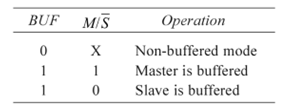 BUF M/S̅ Operation
0 X Non-buffered mode
1 1 Master is buffered
1 0 Slave is buffered